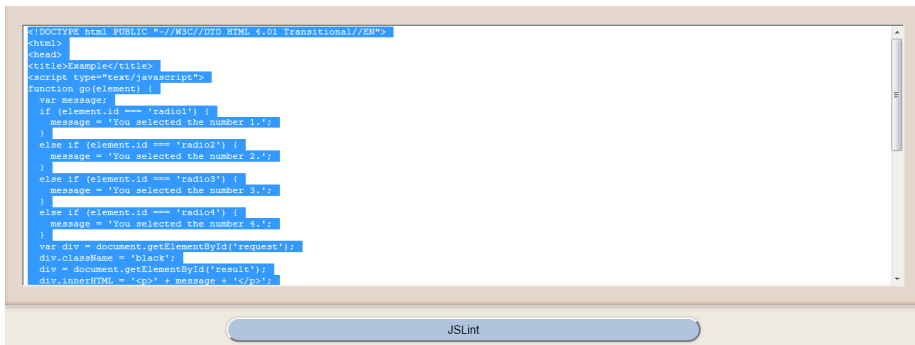 <!DOCTYPE html PUBLIC "-//W3C//DTD HTML 4.01 Transitional//EN">
<html>
<head>
<title>Example</title>
<script type="text/javascript">
function go(element) {
  var message;
  if (element.id === 'radio1') {
    message = 'You selected the number 1.';
  }
  else if (element.id === 'radio2') {
    message = 'You selected the number 2.';
  }
  else if (element.id === 'radio3') {
    message = 'You selected the number 3.';
  }
  else if (element.id === 'radio4') {
    message = 'You selected the number 4.';
  }
  var div = document.getElementById('request');
  div.className = 'black';
  div = document.getElementById('result');
  div.innerHTML = '<p>' + message + '</p>';
JSLint